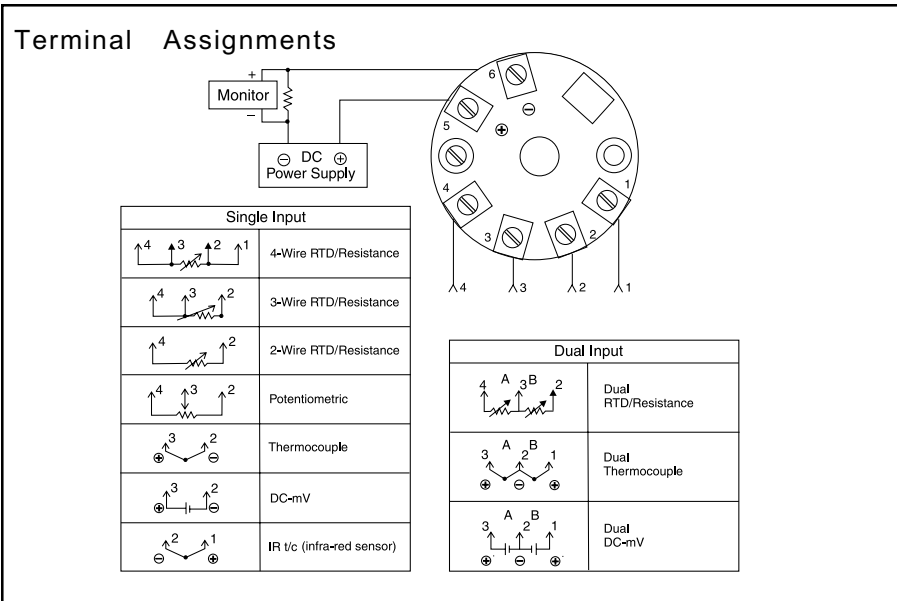 Terminal Assignments
+
Monitor
−
⊖ DC ⊕
Power Supply
6
5
⊖
⊕
4
1
3
2
4 3 2 1
Single Input
4 3 2 1
4-Wire RTD/Resistance
4 3 2
3-Wire RTD/Resistance
4 2
2-Wire RTD/Resistance
4 3 2
Potentiometric
3 2
⊕ ⊖
Thermocouple
3 2
⊕ ⊖
DC-mV
2 1
⊖ ⊕
IR t/c (infra-red sensor)
Dual Input
A B
4 3 2
Dual
RTD/Resistance
A B
3 2 1
⊕ ⊖ ⊕
Dual
Thermocouple
A B
3 2 1
⊕ ⊖ ⊕
Dual
DC-mV